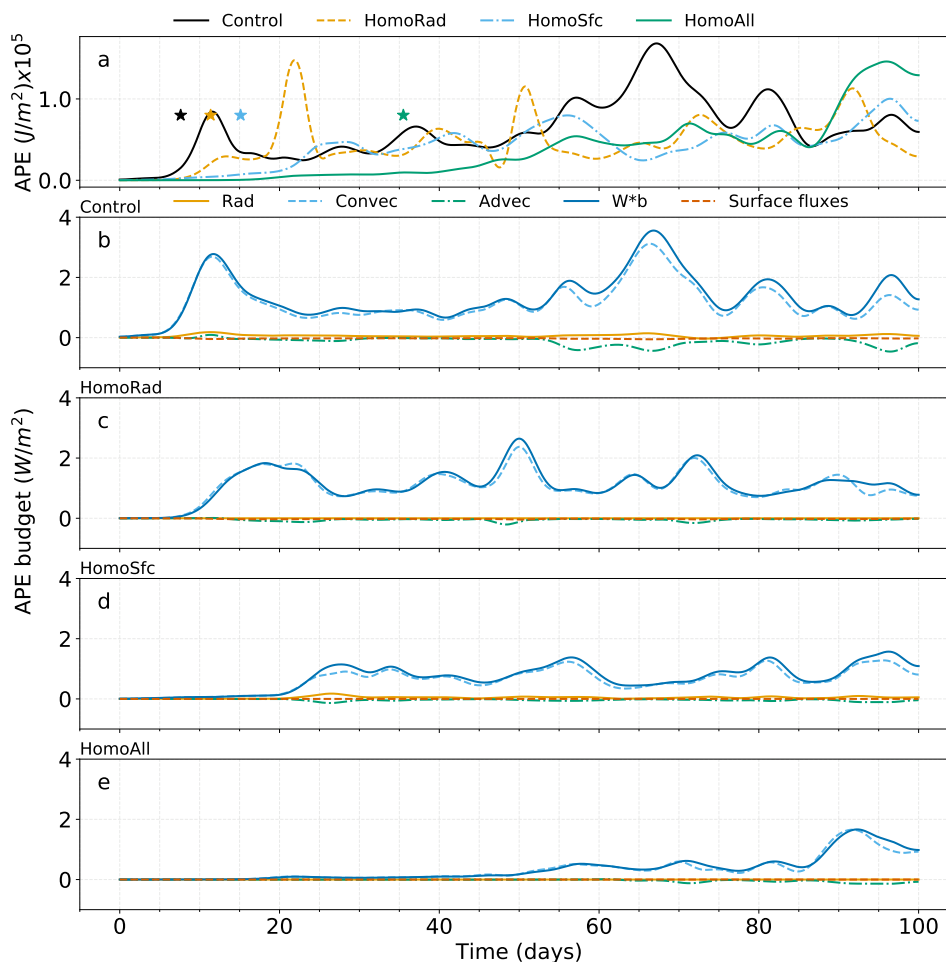 Control HomoRad HomoSfc HomoAll
a
APE (J/m²)x10⁵
1.0
0.0
Rad Convec Advec W*b Surface fluxes
Control
b
4
2
0
HomoRad
c
4
2
0
APE budget (W/m²)
HomoSfc
d
4
2
0
HomoAll
e
4
2
0
0 20 40 60 80 100
Time (days)